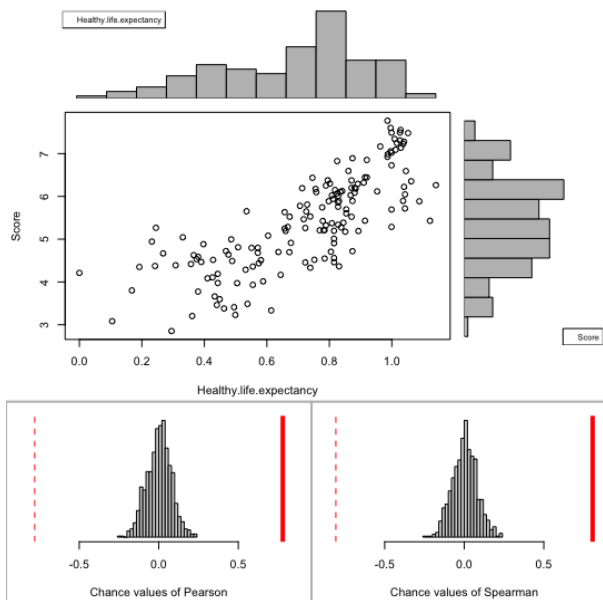 Healthy.life.expectancy
Score
7
6
5
4
3
0.0 0.2 0.4 0.6 0.8 1.0
Healthy.life.expectancy
Score
-0.5 0.0 0.5
Chance values of Pearson
-0.5 0.0 0.5
Chance values of Spearman